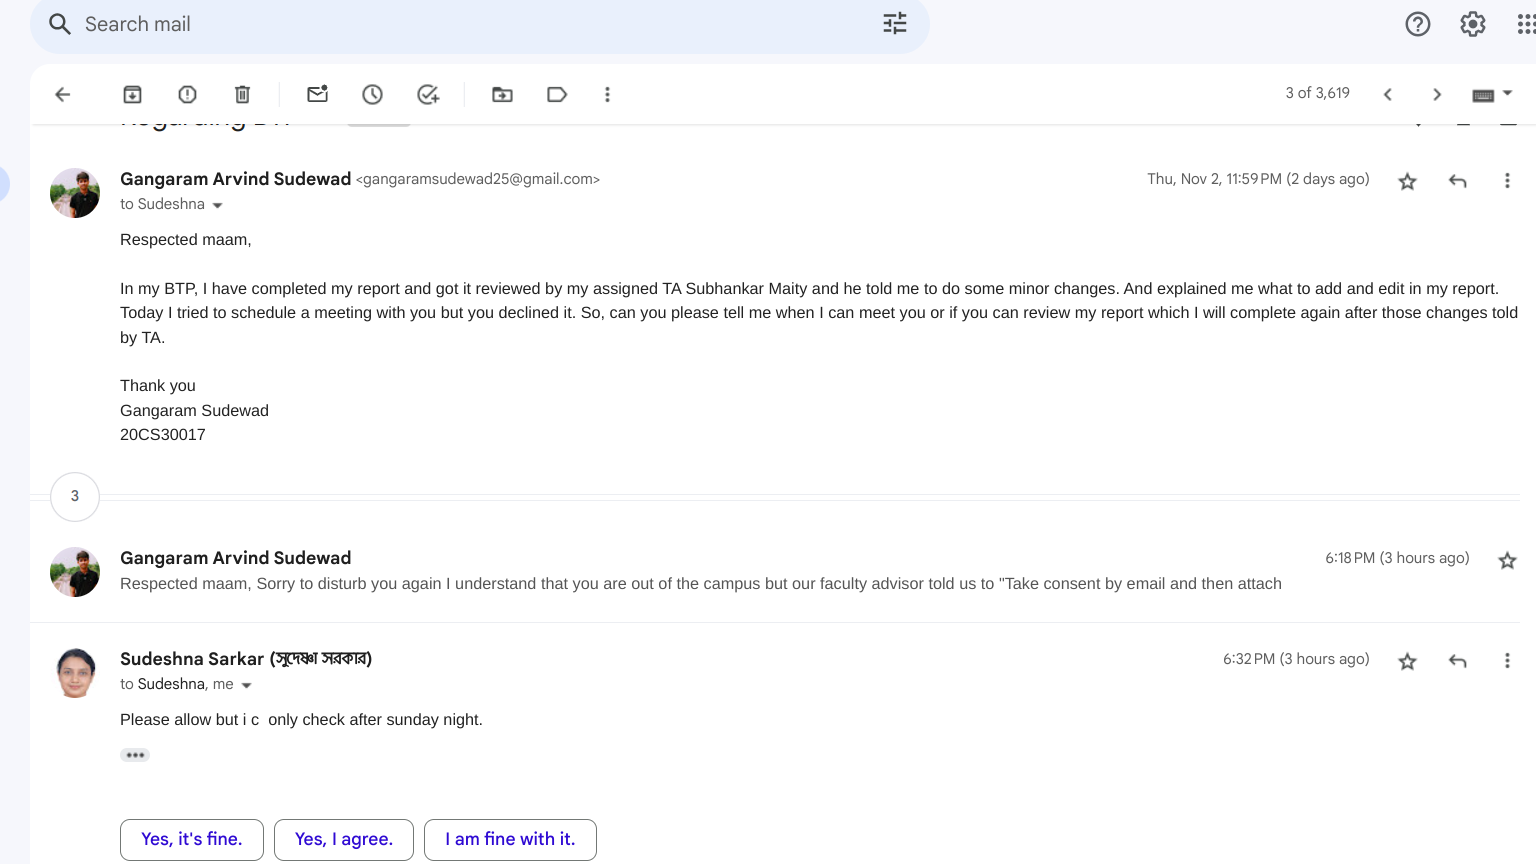 Search mail
3 of 3,619
Regarding BTP
Gangaram Arvind Sudewad <gangaramsudewad25@gmail.com>
Thu, Nov 2, 11:59 PM (2 days ago)
to Sudeshna
Respected maam,
In my BTP, I have completed my report and got it reviewed by my assigned TA Subhankar Maity and he told me to do some minor changes. And explained me what to add and edit in my report.
Today I tried to schedule a meeting with you but you declined it. So, can you please tell me when I can meet you or if you can review my report which I will complete again after those changes told
by TA.
Thank you
Gangaram Sudewad
20CS30017
3
Gangaram Arvind Sudewad
6:18 PM (3 hours ago)
Respected maam, Sorry to disturb you again I understand that you are out of the campus but our faculty advisor told us to "Take consent by email and then attach
Sudeshna Sarkar (সুদেষ্ণা সরকার)
6:32 PM (3 hours ago)
to Sudeshna, me
Please allow but i c  only check after sunday night.
Yes, it's fine.
Yes, I agree.
I am fine with it.